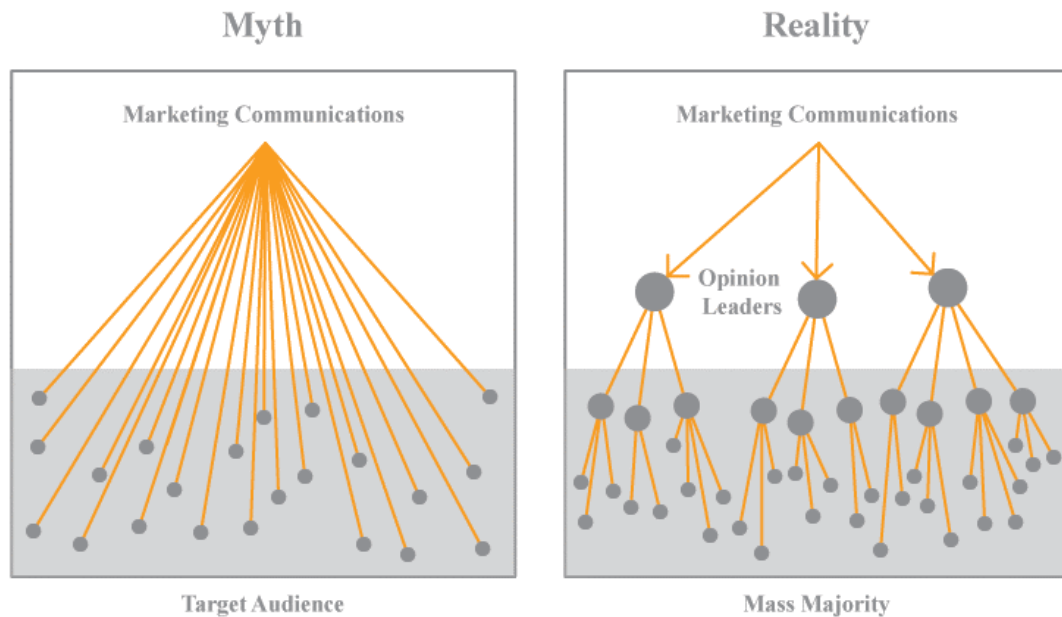 Myth
Marketing Communications
Target Audience
Reality
Marketing Communications
Opinion
Leaders
Mass Majority